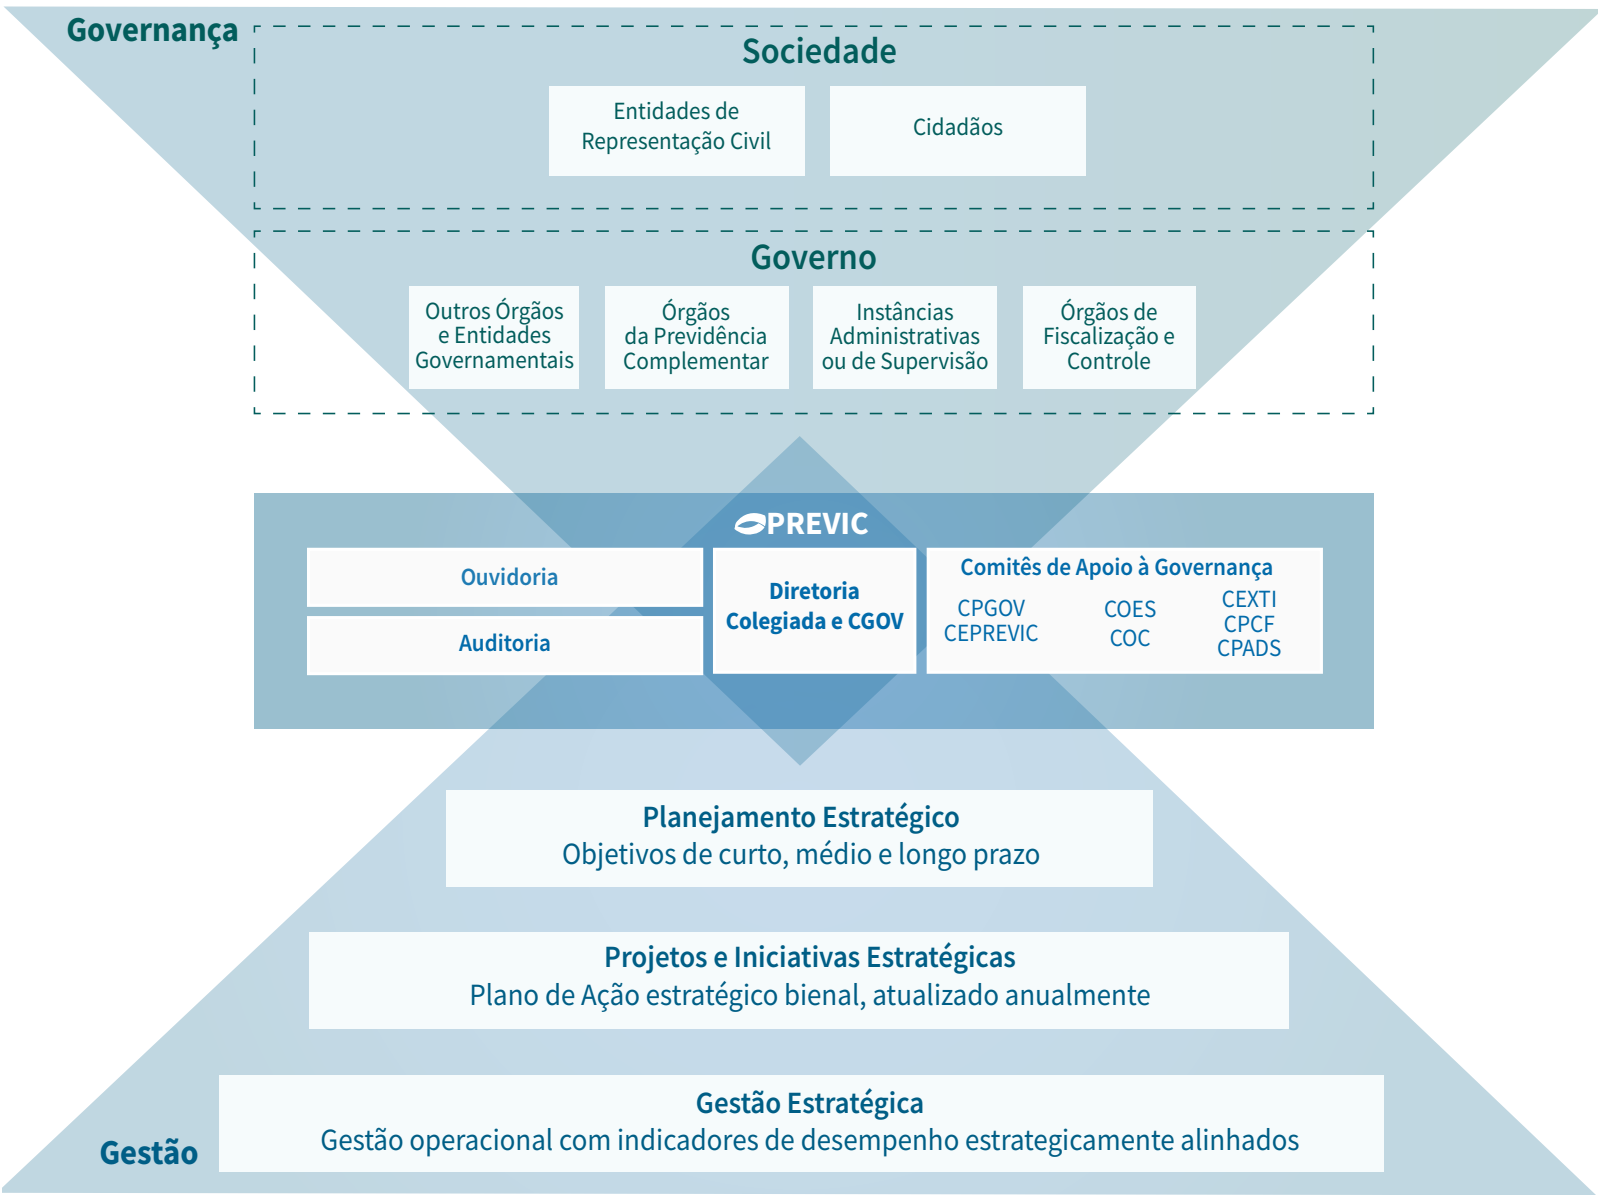 Governança
Sociedade
Entidades de
Representação Civil
Cidadãos
Governo
Outros Órgãos
e Entidades
Governamentais
Órgãos
da Previdência
Complementar
Instâncias
Administrativas
ou de Supervisão
Órgãos de
Fiscalização e
Controle
PREVIC
Ouvidoria
Auditoria
Diretoria
Colegiada e CGOV
Comitês de Apoio à Governança
CPGOV
CEPREVIC
COES
COC
CEXTI
CPCF
CPADS
Planejamento Estratégico
Objetivos de curto, médio e longo prazo
Projetos e Iniciativas Estratégicas
Plano de Ação estratégico bienal, atualizado anualmente
Gestão Estratégica
Gestão operacional com indicadores de desempenho estrategicamente alinhados
Gestão